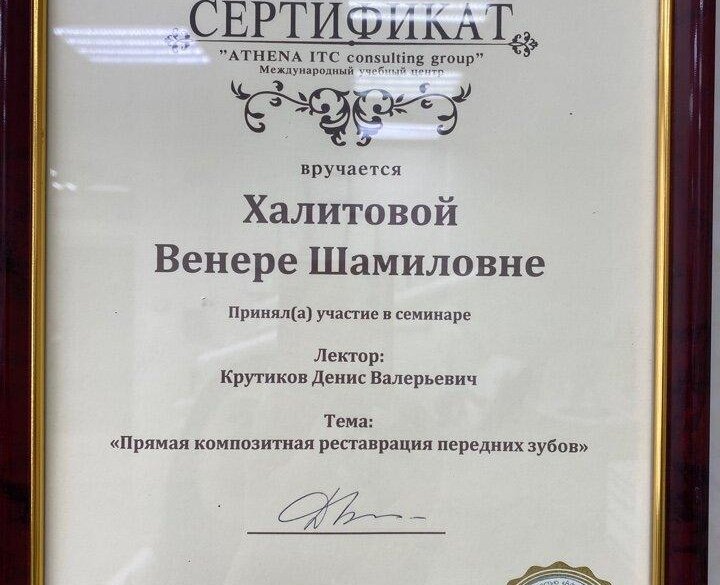 СЕРТИФИКАТ
"ATHENA ITC consulting group"
Международный учебный центр
вручается
Халитовой
Венере Шамиловне
Принял(а) участие в семинаре
Лектор:
Крутиков Денис Валерьевич
Тема:
«Прямая композитная реставрация передних зубов»